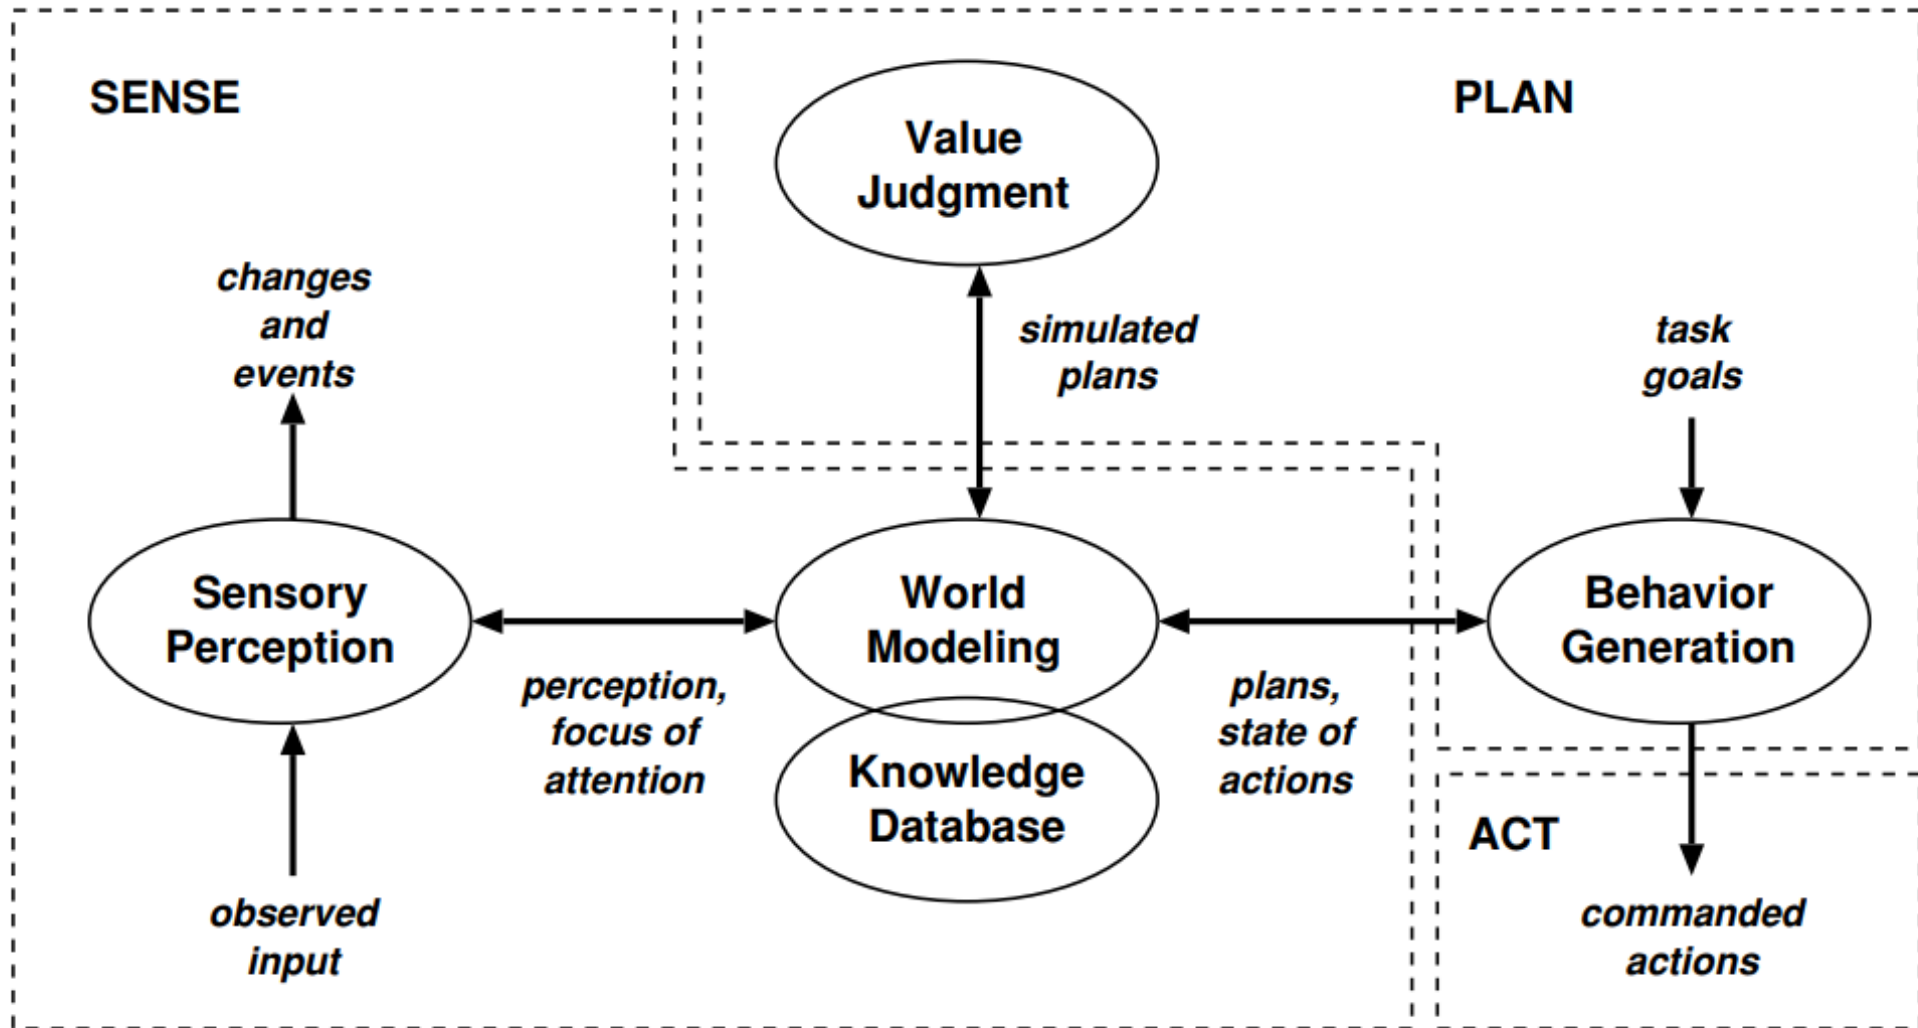 SENSE
PLAN
Value
Judgment
changes
and
events
simulated
plans
task
goals
Sensory
Perception
World
Modeling
Behavior
Generation
perception,
focus of
attention
plans,
state of
actions
Knowledge
Database
ACT
observed
input
commanded
actions